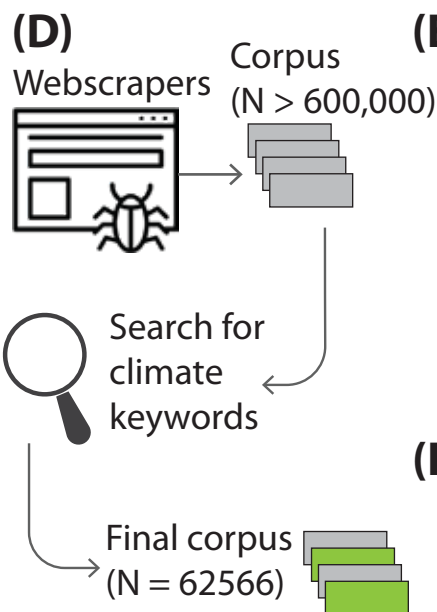 (D)
Webscrapers
Corpus
(N > 600,000)
Search for
climate
keywords
Final corpus
(N = 62566)